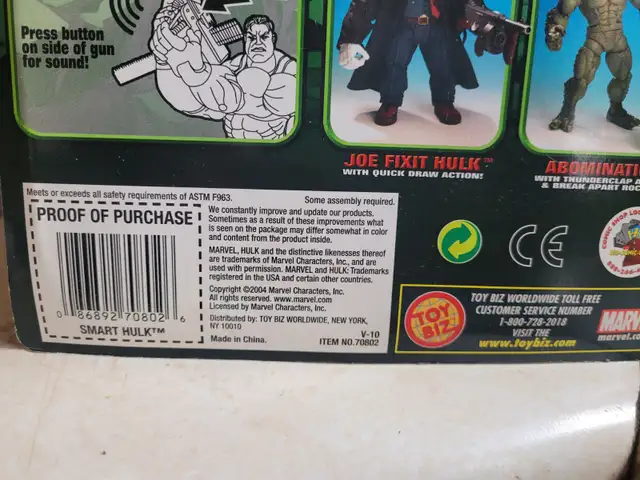 Press button
on side of gun
for sound!
JOE FIXIT HULK™
WITH QUICK DRAW ACTION!
WITH THUNDERCLAP
& BREAK APART
Meets or exceeds all safety requirements of ASTM F963.
Some assembly required.
PROOF OF PURCHASE
0 86892 70802 6
SMART HULK™
We constantly improve and update our products.
Sometimes as a result of these improvements what
is seen on the package may differ somewhat in color
and content from the product inside.
MARVEL, HULK and the distinctive likenesses thereof
are trademarks of Marvel Characters, Inc., and are
used with permission. MARVEL and HULK: Trademarks
registered in the USA and certain other countries.
Copyright ©2004 Marvel Characters, Inc.
All rights reserved. www.marvel.com
Licensed by Marvel Characters, Inc.
Distributed by: TOY BIZ WORLDWIDE, NEW YORK,
NY 10010
V-10
Made in China.
ITEM NO.70802
CE
COMIC SHOP
TOY
BIZ
TOY BIZ WORLDWIDE TOLL FREE
CUSTOMER SERVICE NUMBER
1-800-728-2018
VISIT THE
www.toybiz.com